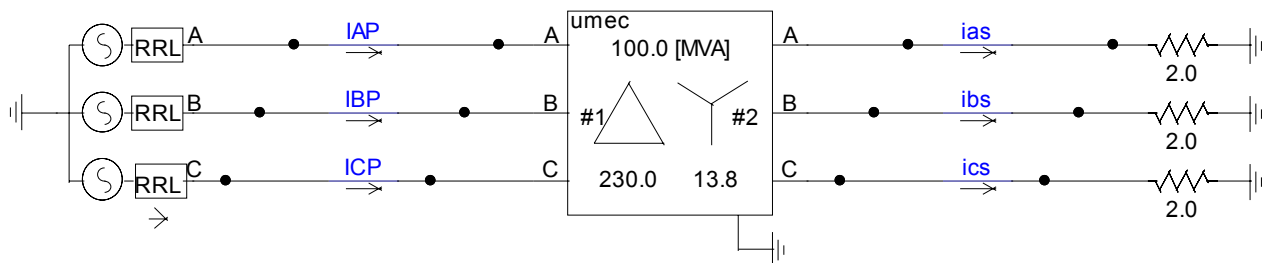 umec
RRL A IAP A 100.0 [MVA] A ias 2.0
RRL B IBP B #1 #2 B ibs 2.0
RRL C ICP C 230.0 13.8 C ics 2.0